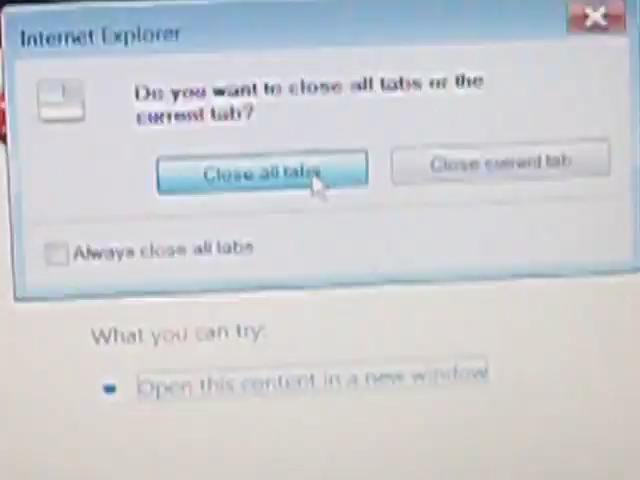 Internet Explorer
Do you want to close all tabs or the
current tab?
Close all tabs
Close current tab
Always close all tabs
What you can try:
Open this content in a new window